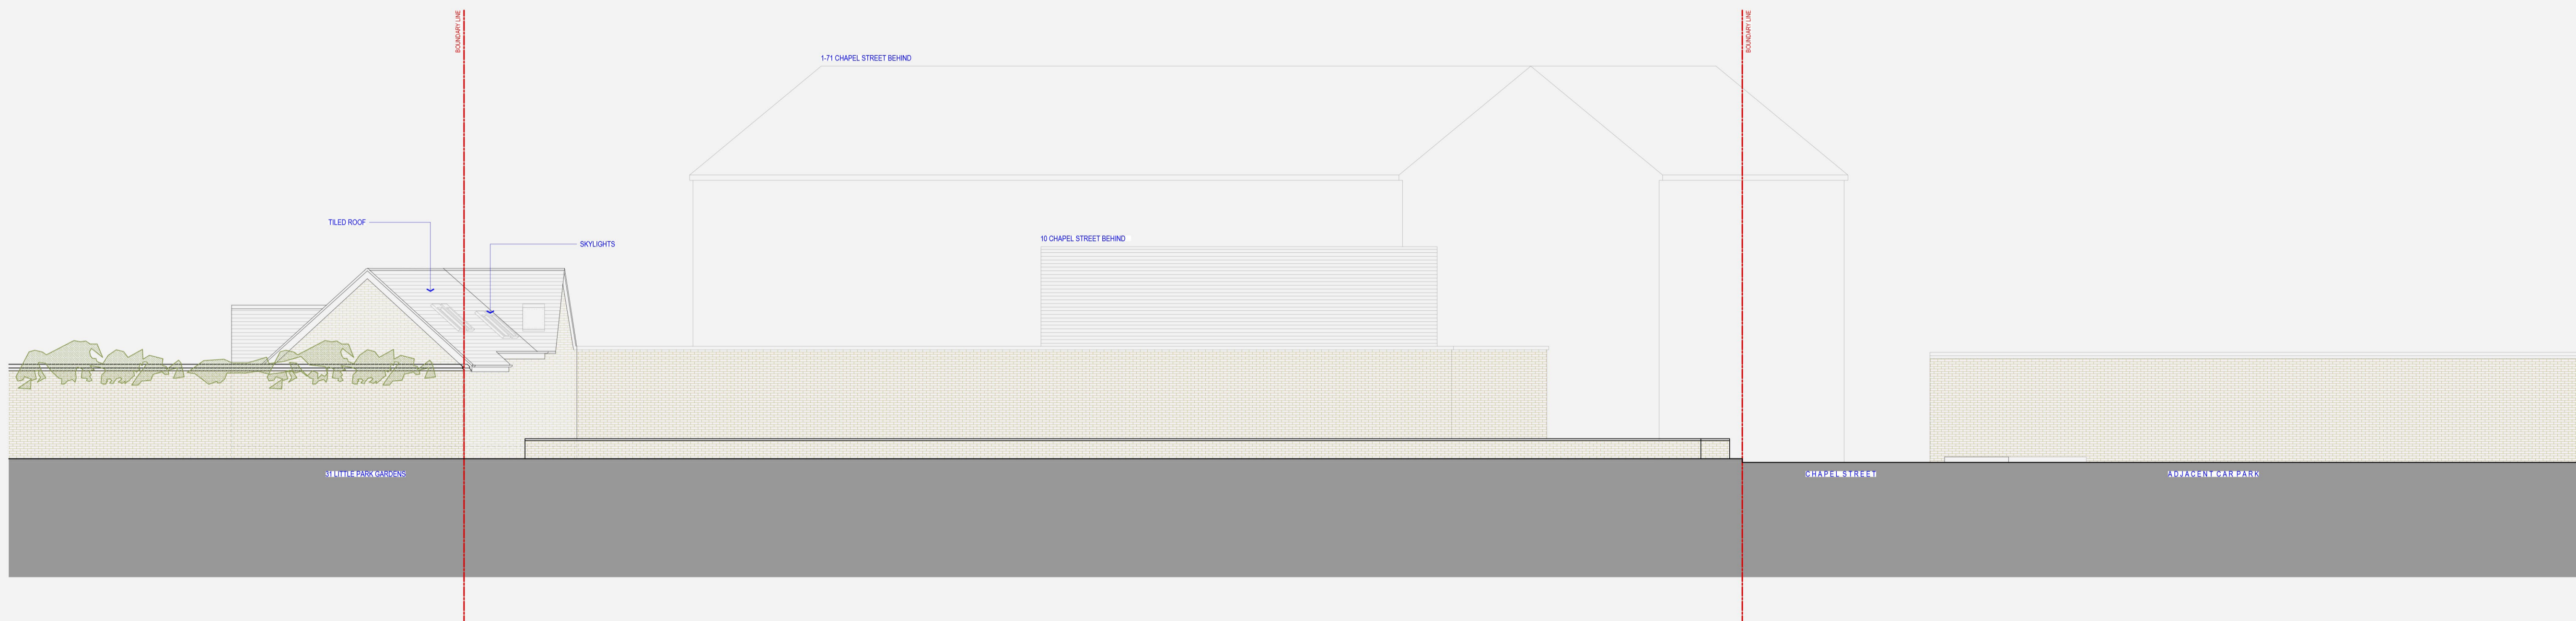 BOUNDARY LINE
BOUNDARY LINE
1-71 CHAPEL STREET BEHIND
TILED ROOF
10 CHAPEL STREET BEHIND
SKYLIGHTS
31 LITTLE PARK GARDENS
CHAPEL STREET
ADJACENT CAR PARK